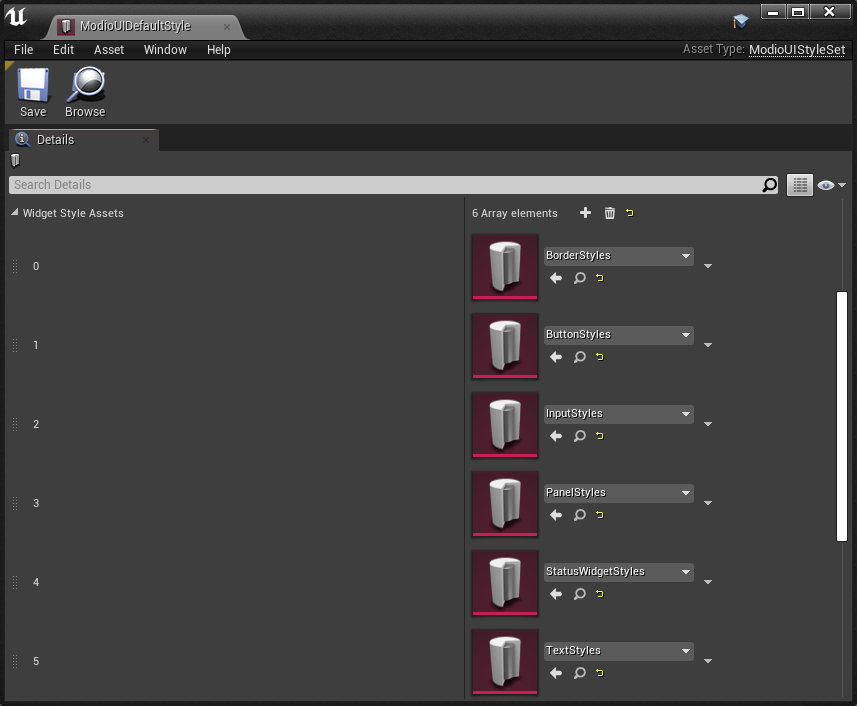 ModioUIDefaultStyle
File Edit Asset Window Help
Asset Type: ModioUIStyleSet
Save Browse
Details
Search Details
Widget Style Assets
6 Array elements
0
BorderStyles
1
ButtonStyles
2
InputStyles
3
PanelStyles
4
StatusWidgetStyles
5
TextStyles